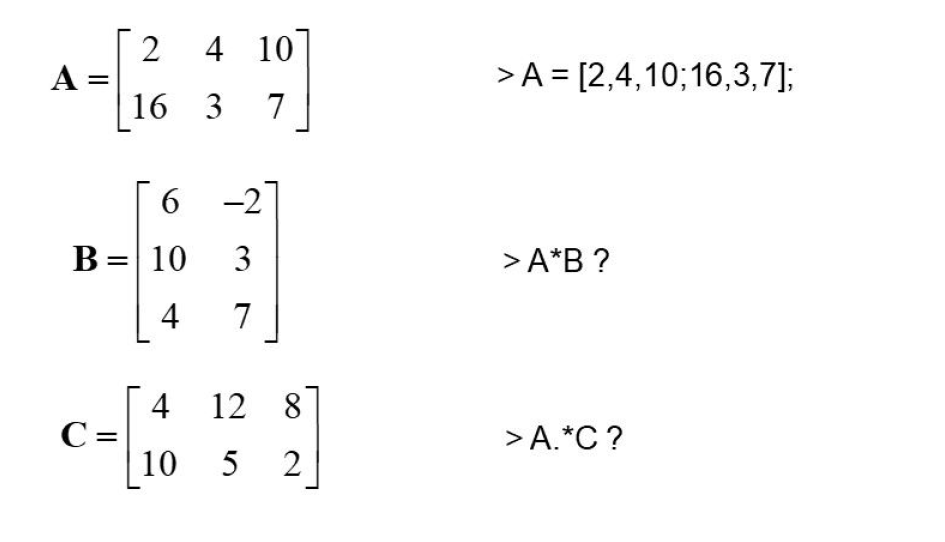 A = [2 4 10; 16 3 7]
> A = [2,4,10;16,3,7];
B = [6 –2; 10 3; 4 7]
> A*B ?
C = [4 12 8; 10 5 2]
> A.*C ?